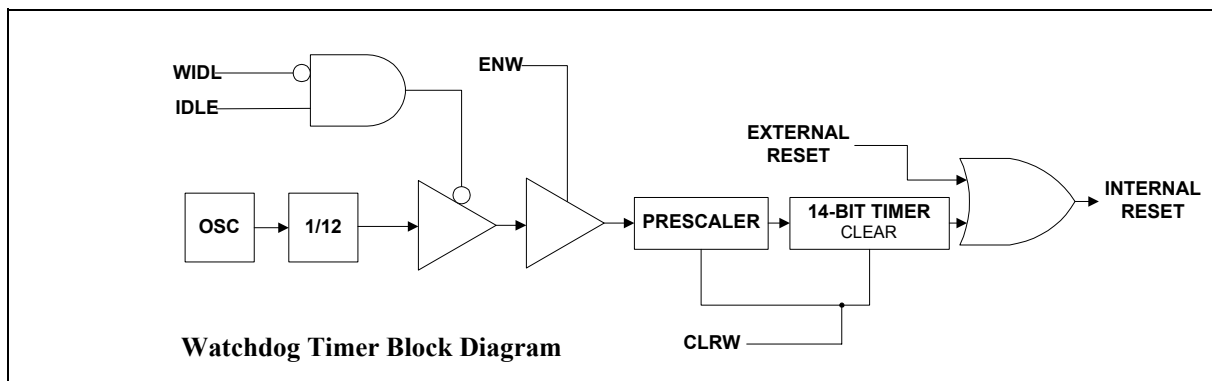 WIDL
IDLE
ENW
EXTERNAL
RESET
INTERNAL
RESET
OSC
1/12
PRESCALER
14-BIT TIMER
CLEAR
CLRW
Watchdog Timer Block Diagram